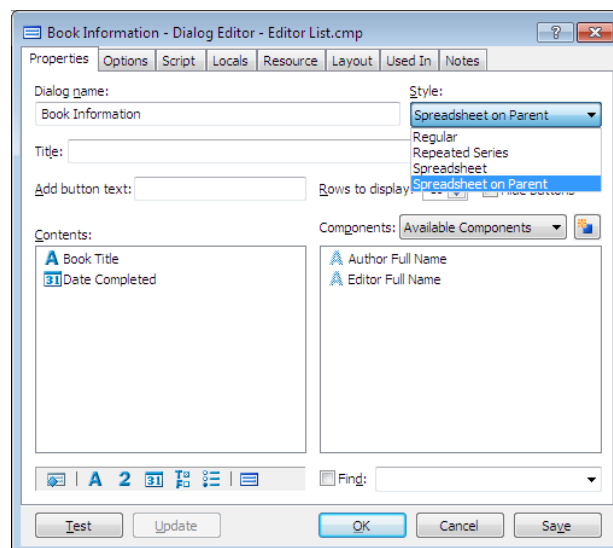 Book Information - Dialog Editor - Editor List.cmp
Properties Options Script Locals Resource Layout Used In Notes
Dialog name: Style:
Book Information Spreadsheet on Parent
Regular
Title: Repeated Series
Spreadsheet
Spreadsheet on Parent
Add button text: Rows to display: Hide Buttons
Contents: Components: Available Components
Book Title Author Full Name
31 Date Completed Editor Full Name
A 2 31 Find:
Test Update OK Cancel Save